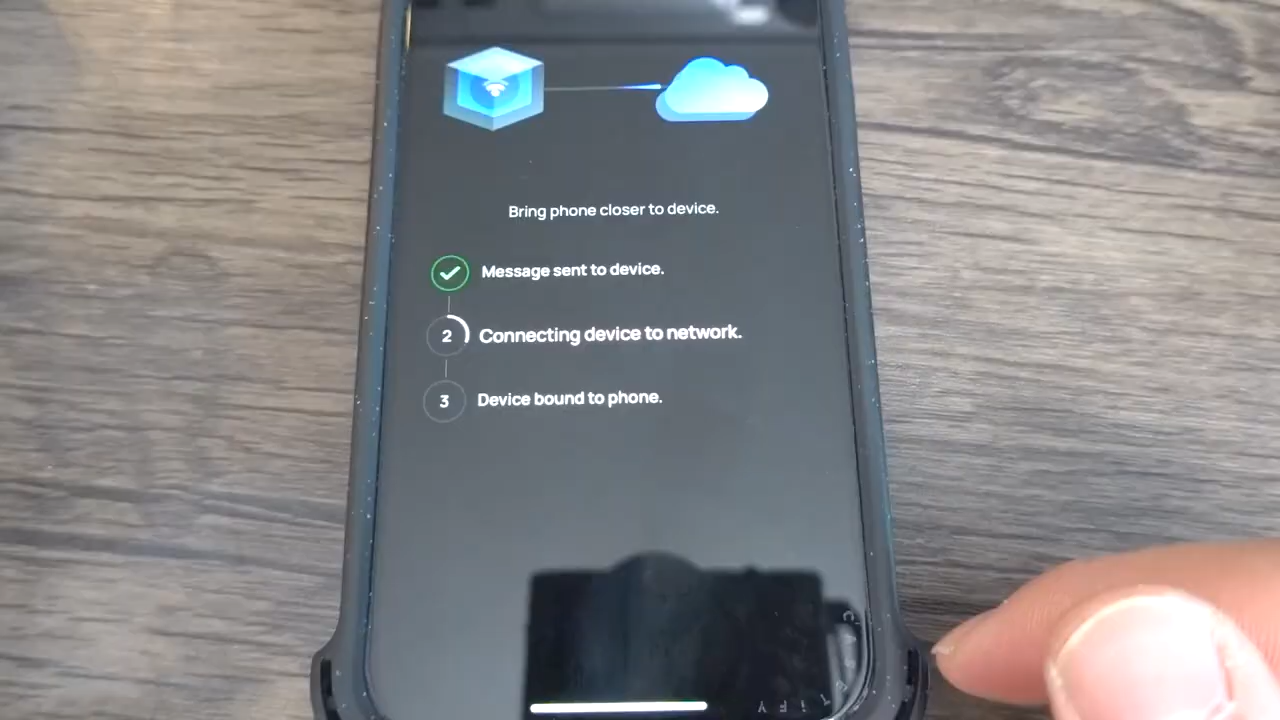 Bring phone closer to device.
Message sent to device.
2 Connecting device to network.
3 Device bound to phone.